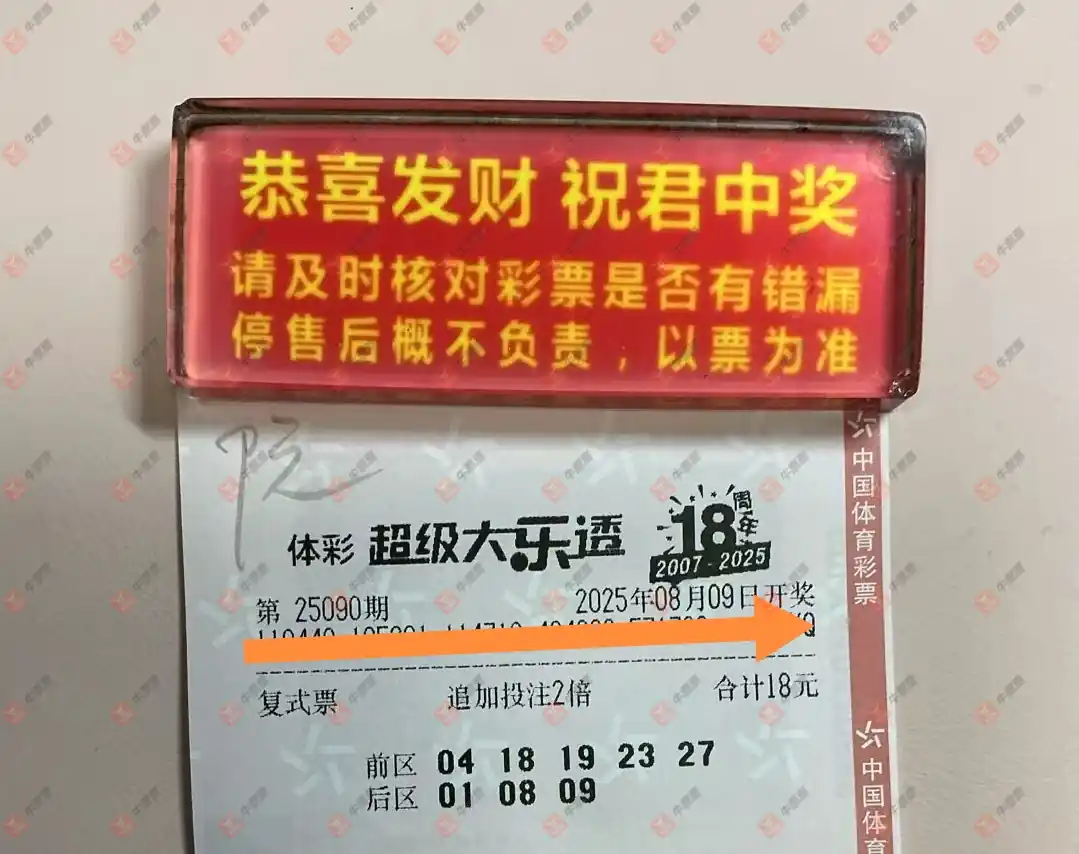 恭喜发财 祝君中奖
请及时核对彩票是否有错漏
停售后概不负责，以票为准
体彩 超级大乐透
18周年
2007-2025
第 25090期 2025年08月09日开奖
复式票 追加投注2倍 合计18元
前区 04 18 19 23 27
后区 01 08 09
中国体育彩票
中国体育